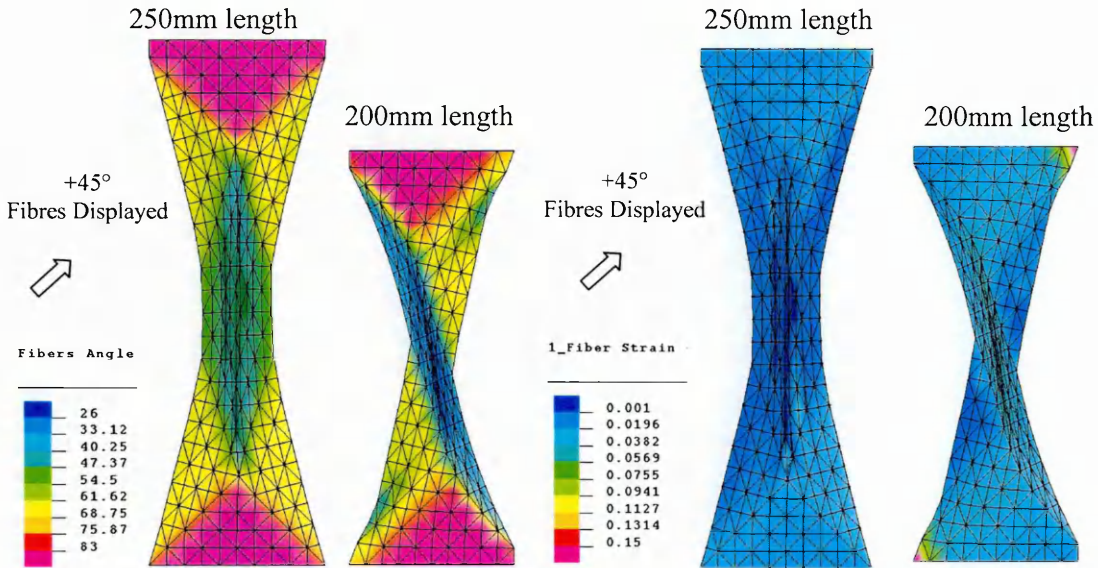 250mm length
200mm length
+45°
Fibres Displayed
Fibers Angle
26
33.12
40.25
47.37
54.5
61.62
68.75
75.87
83
250mm length
200mm length
+45°
Fibres Displayed
1_Fiber Strain
0.001
0.0196
0.0382
0.0569
0.0755
0.0941
0.1127
0.1314
0.15